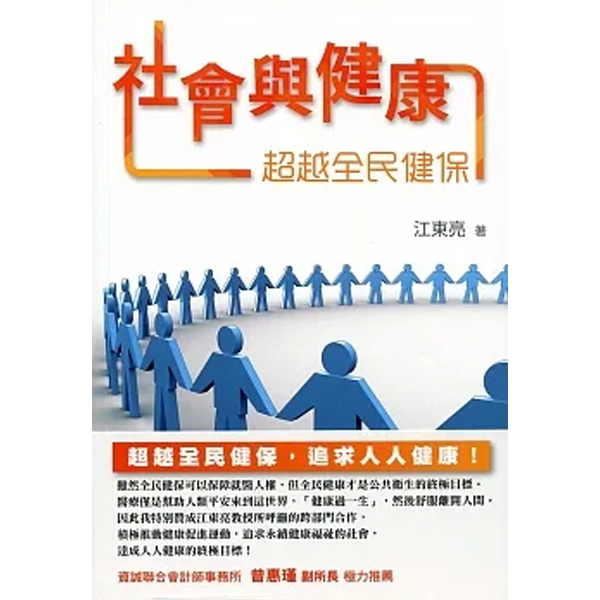 社會與健康
超越全民健保
江東亮 著
超越全民健保，追求人人健康！
雖然全民健保可以保障就醫人權，但全民健康才是公共衛生的終極目標。
醫療僅是幫助人類平安來到這世界，「健康過一生」，然後舒服離開人間。
因此我特別贊成江東亮教授所呼籲的跨部門合作。
積極推動健康促進運動，追求永續健康福祉的社會，
達成人人健康的終極目標！
資誠聯合會計師事務所 曾惠瑾 副所長 極力推薦